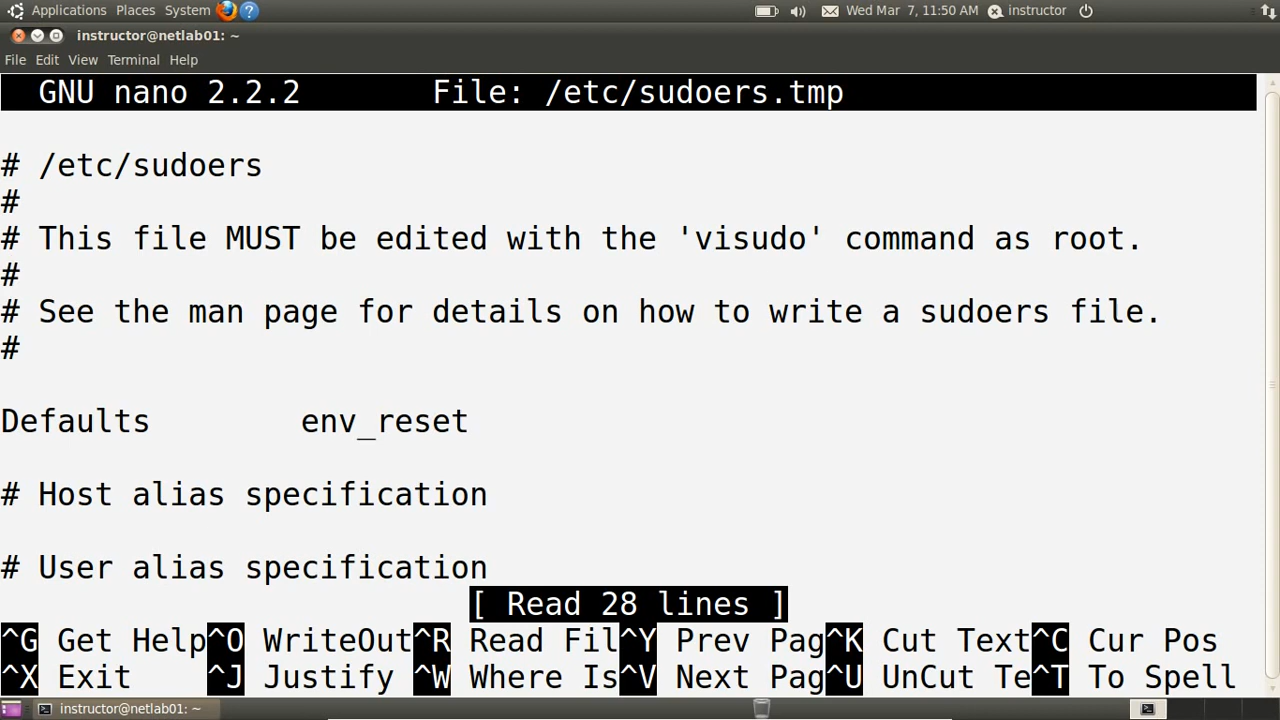 Applications Places System Wed Mar 7, 11:50 AM instructor
instructor@netlab01: ~
File Edit View Terminal Help
GNU nano 2.2.2 File: /etc/sudoers.tmp
# /etc/sudoers
#
# This file MUST be edited with the 'visudo' command as root.
#
# See the man page for details on how to write a sudoers file.
#
Defaults env_reset
# Host alias specification
# User alias specification
[ Read 28 lines ]
^G Get Help^O WriteOut^R Read Fil^Y Prev Pag^K Cut Text^C Cur Pos
^X Exit ^J Justify ^W Where Is^V Next Pag^U UnCut Te^T To Spell
instructor@netlab01: ~